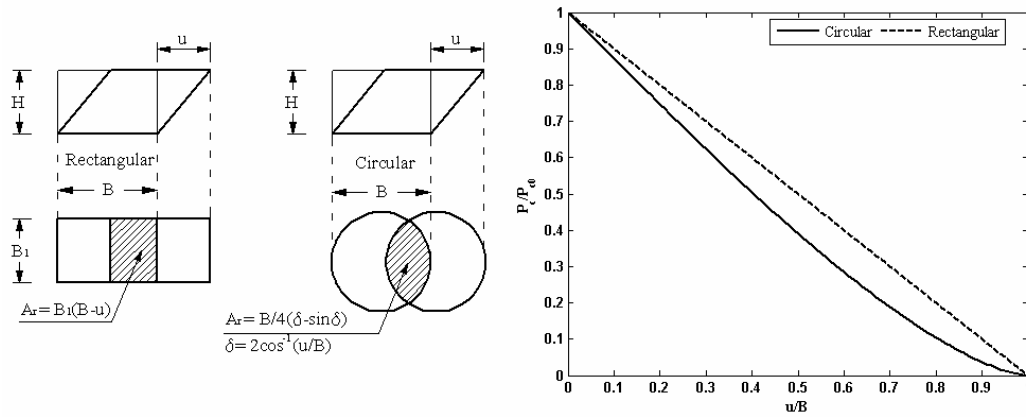 u
H
Rectangular
B
B₁
Ar= B₁(B-u)
u
H
Circular
B
Ar= B/4(δ-sinδ)
δ= 2cos⁻¹(u/B)
1
0.9
0.8
0.7
0.6
0.5
0.4
0.3
0.2
0.1
0
Pc/Pc0
Circular
Rectangular
0 0.1 0.2 0.3 0.4 0.5 0.6 0.7 0.8 0.9
u/B